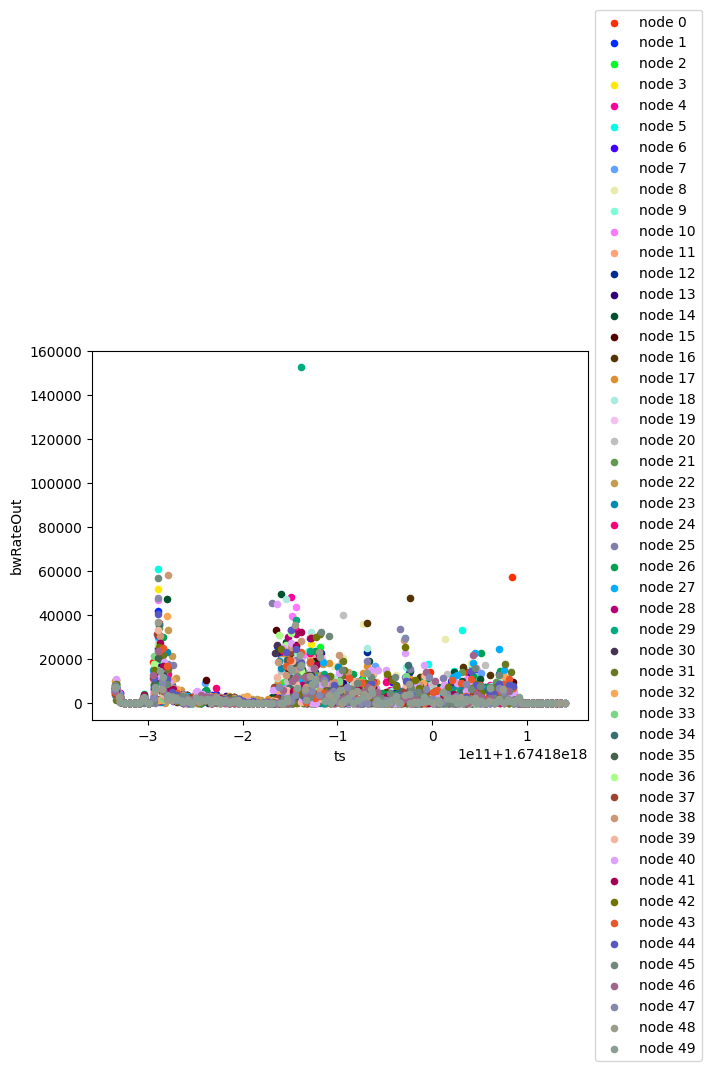 node 0
node 1
node 2
node 3
node 4
node 5
node 6
node 7
node 8
node 9
node 10
node 11
node 12
node 13
node 14
node 15
node 16
node 17
node 18
node 19
node 20
node 21
node 22
node 23
node 24
node 25
node 26
node 27
node 28
node 29
node 30
node 31
node 32
node 33
node 34
node 35
node 36
node 37
node 38
node 39
node 40
node 41
node 42
node 43
node 44
node 45
node 46
node 47
node 48
node 49
160000
140000
120000
100000
80000
60000
40000
20000
0
bwRateOut
−3 −2 −1 0 1
ts
1e11+1.67418e18